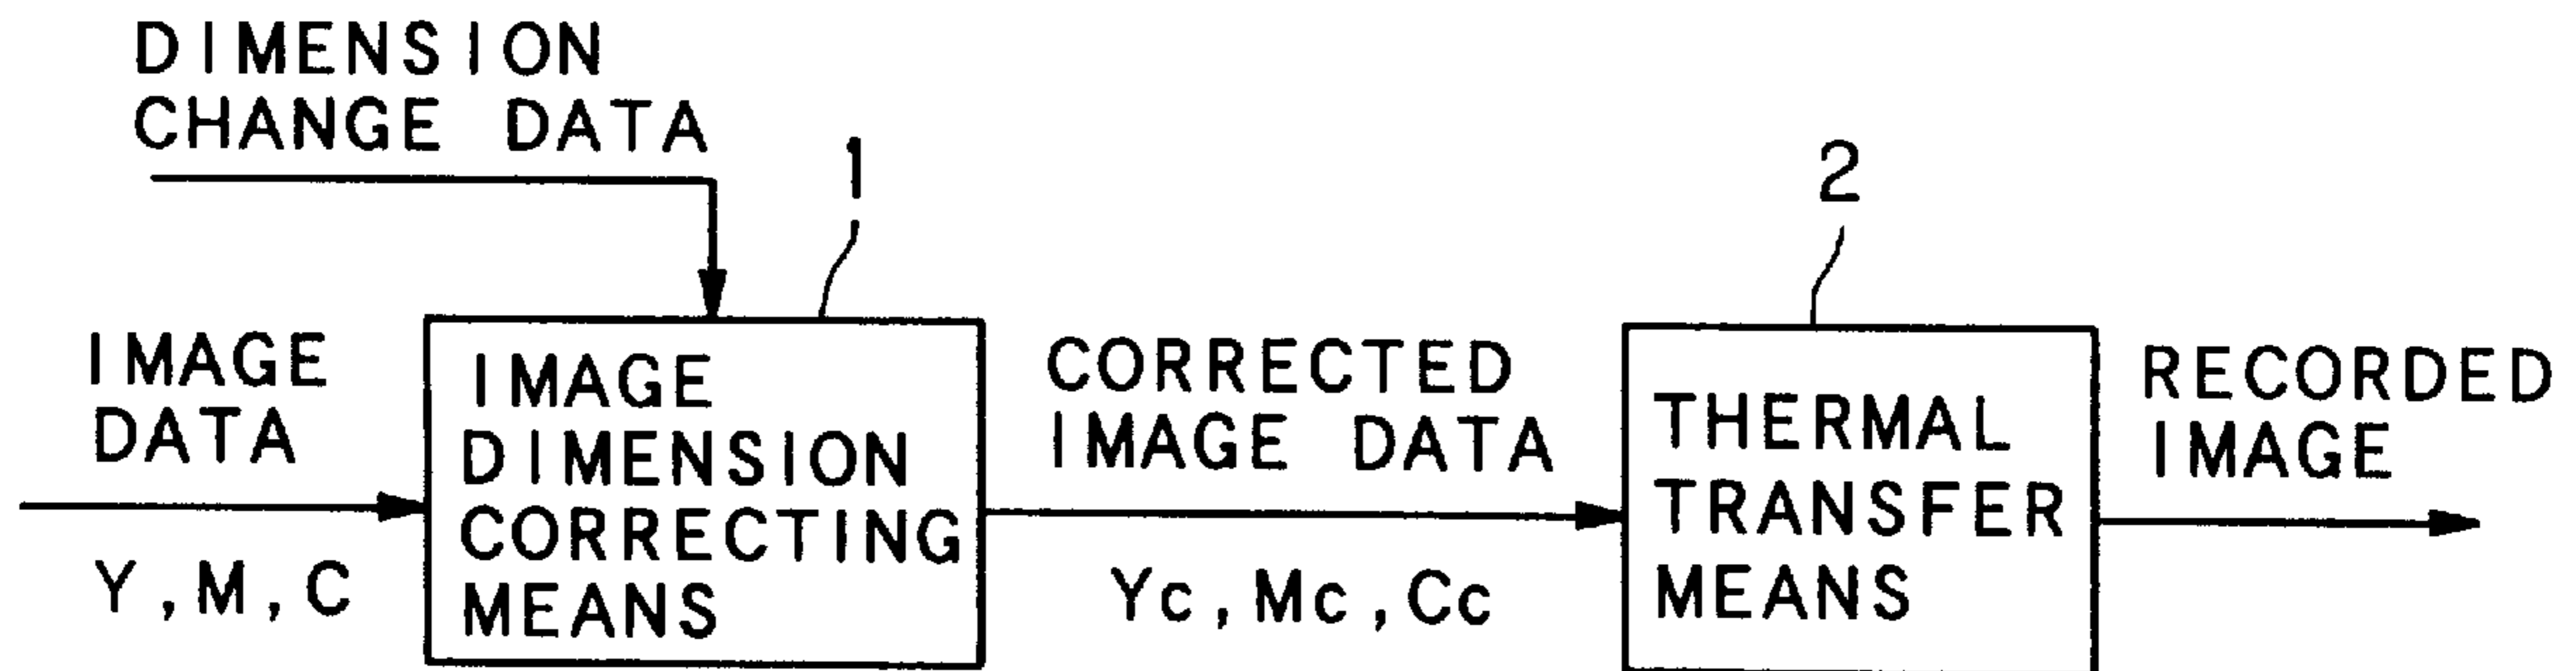 DIMENSION
CHANGE DATA
1
2
IMAGE
DATA
Y, M, C
IMAGE
DIMENSION
CORRECTING
MEANS
CORRECTED
IMAGE DATA
Yc, Mc, Cc
THERMAL
TRANSFER
MEANS
RECORDED
IMAGE